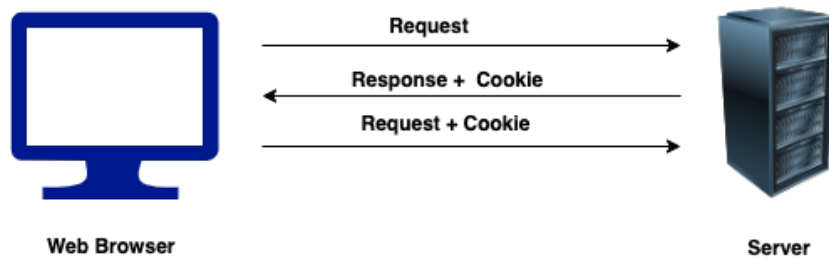 Request
Response + Cookie
Request + Cookie
Web Browser
Server